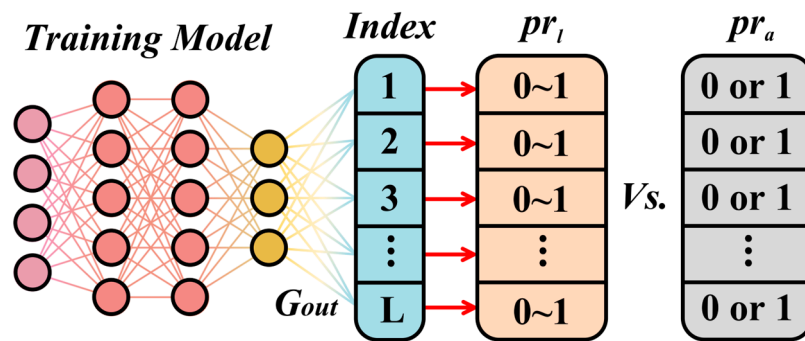 Training Model
Index
pr_l
pr_a
1
0~1
0 or 1
2
0~1
0 or 1
3
0~1
Vs.
0 or 1
⋮
⋮
⋮
Gout
L
0~1
0 or 1